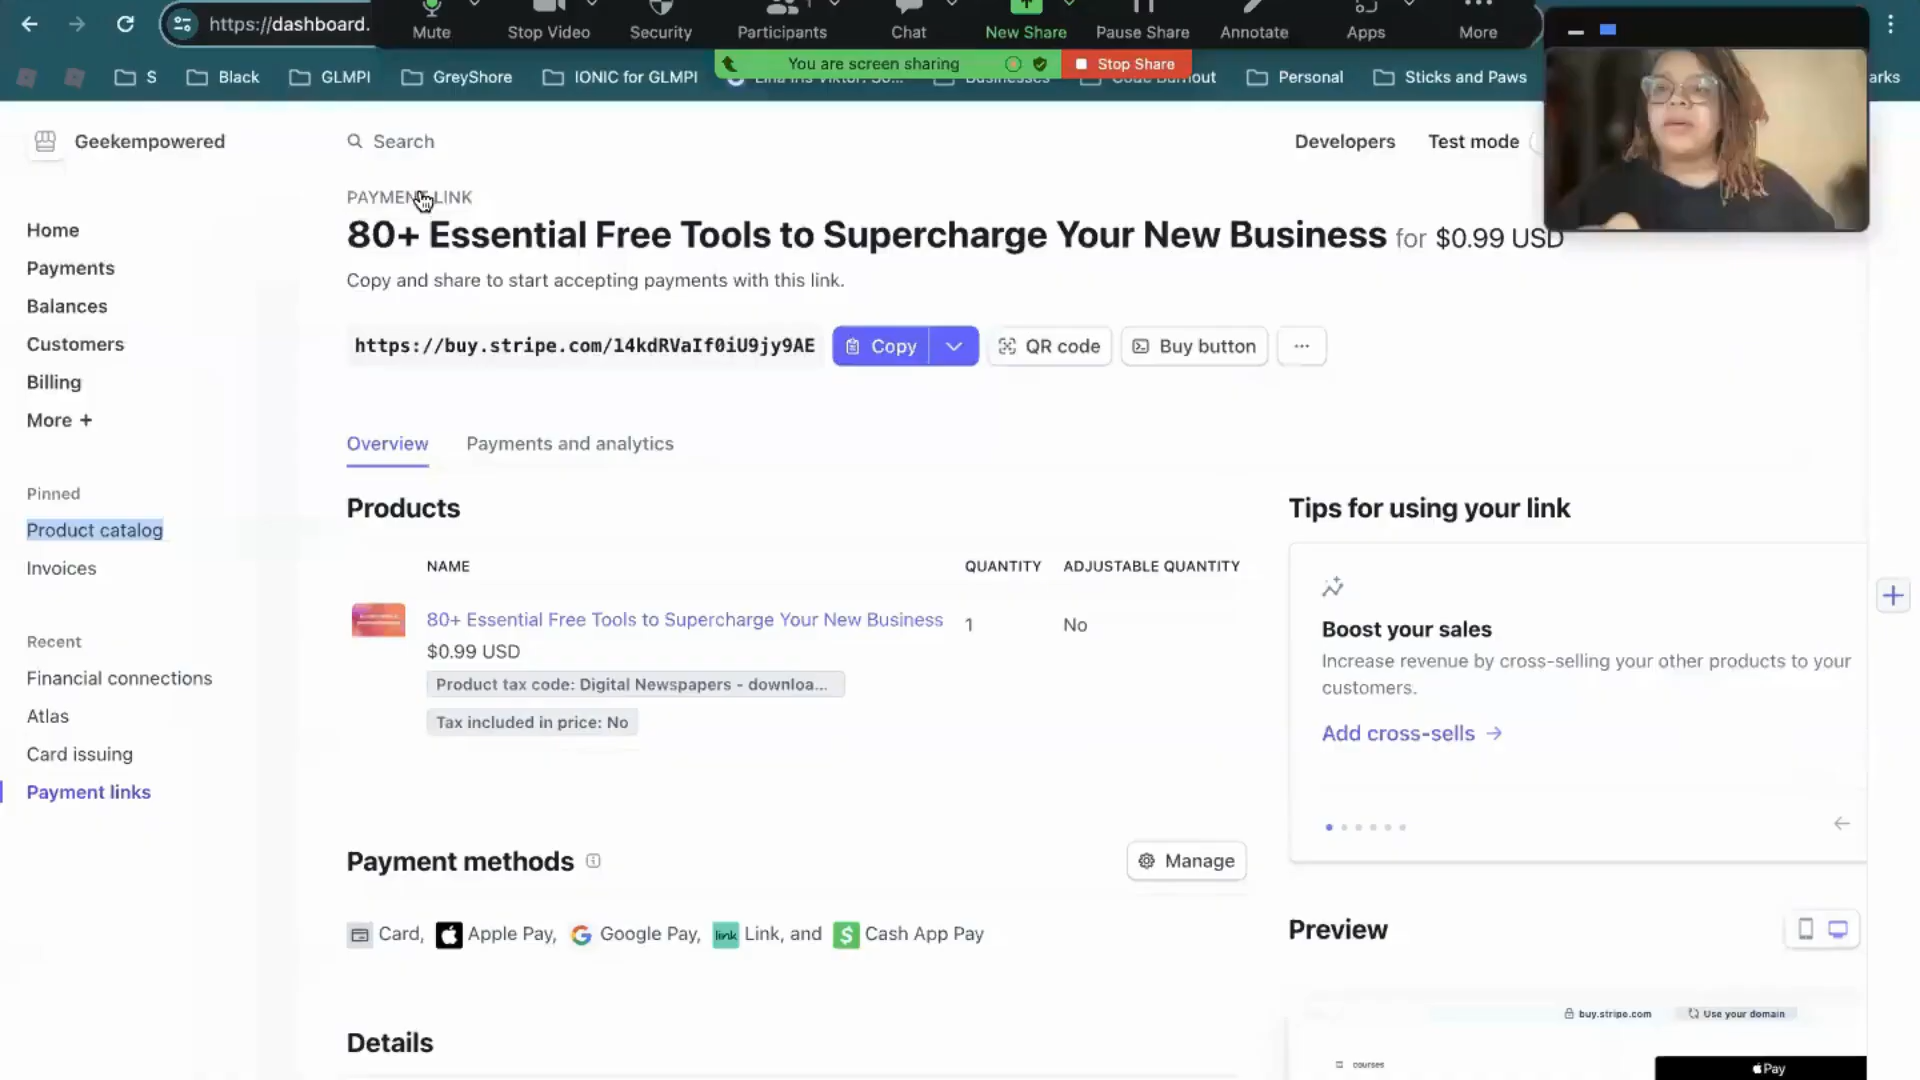 https://dashboard.
Mute
Stop Video
Security
Participants
Chat
New Share
Pause Share
Annotate
Apps
More
You are screen sharing
Stop Share
S
Black
GLMPI
GreyShore
IONIC for GLMPI
Personal
Sticks and Paws
arks
Geekempowered
Search
Developers
Test mode
PAYMENT LINK
80+ Essential Free Tools to Supercharge Your New Business for $0.99 USD
Copy and share to start accepting payments with this link.
https://buy.stripe.com/14kdRVaIf0iU9jy9AE
Copy
QR code
Buy button
Home
Payments
Balances
Customers
Billing
More +
Pinned
Product catalog
Invoices
Recent
Financial connections
Atlas
Card issuing
Payment links
Overview
Payments and analytics
Products
NAME
QUANTITY
ADJUSTABLE QUANTITY
80+ Essential Free Tools to Supercharge Your New Business
1
No
$0.99 USD
Product tax code: Digital Newspapers - downloa...
Tax included in price: No
Payment methods
Manage
Card, Apple Pay, Google Pay, link Link, and Cash App Pay
Details
Tips for using your link
Boost your sales
Increase revenue by cross-selling your other products to your
customers.
Add cross-sells →
Preview
buy.stripe.com
Use your domain
courses
Pay